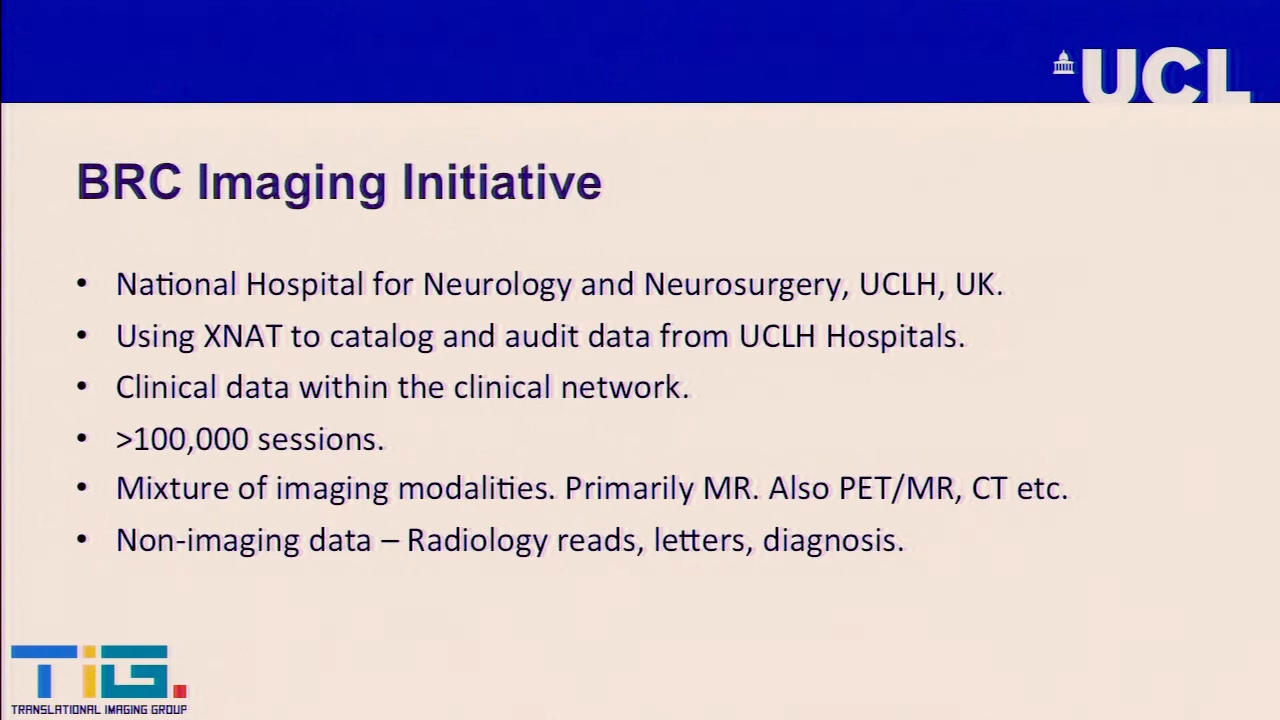 UCL
BRC Imaging Initiative
• National Hospital for Neurology and Neurosurgery, UCLH, UK.
• Using XNAT to catalog and audit data from UCLH Hospitals.
• Clinical data within the clinical network.
• >100,000 sessions.
• Mixture of imaging modalities. Primarily MR. Also PET/MR, CT etc.
• Non-imaging data – Radiology reads, letters, diagnosis.
TiG.
TRANSLATIONAL IMAGING GROUP